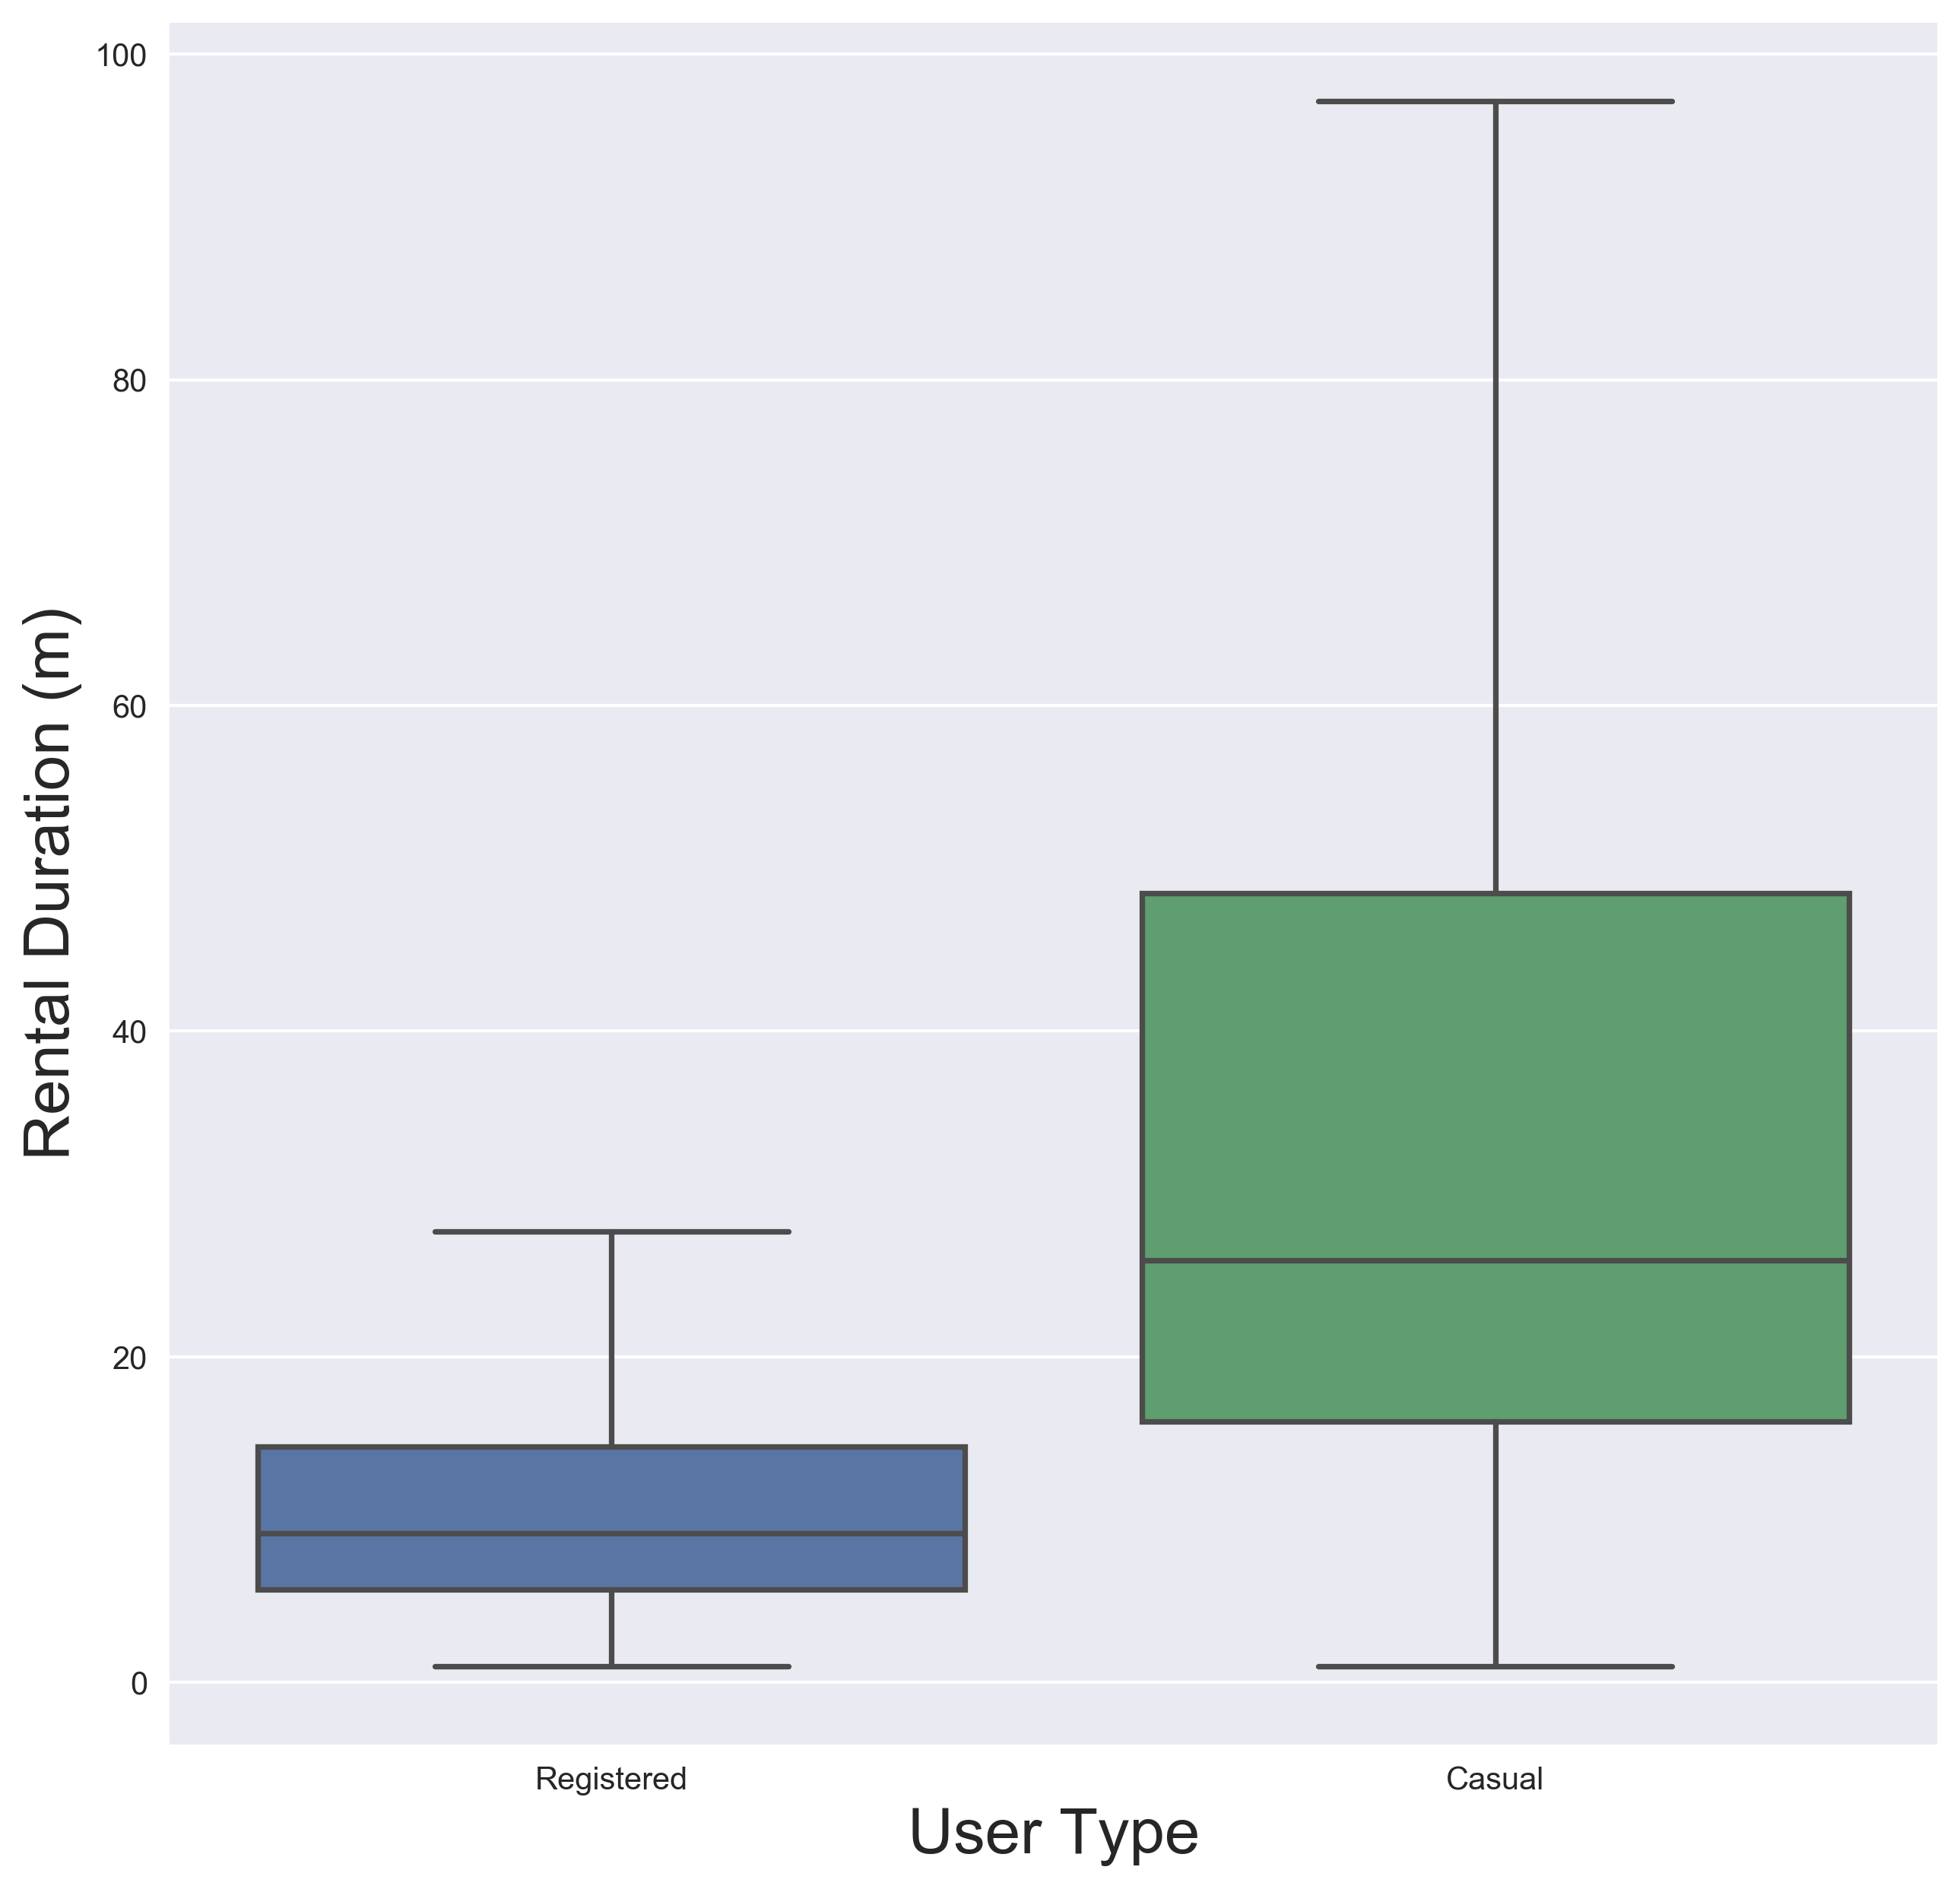 Rental Duration (m)
100
80
60
40
20
0
Registered
Casual
User Type